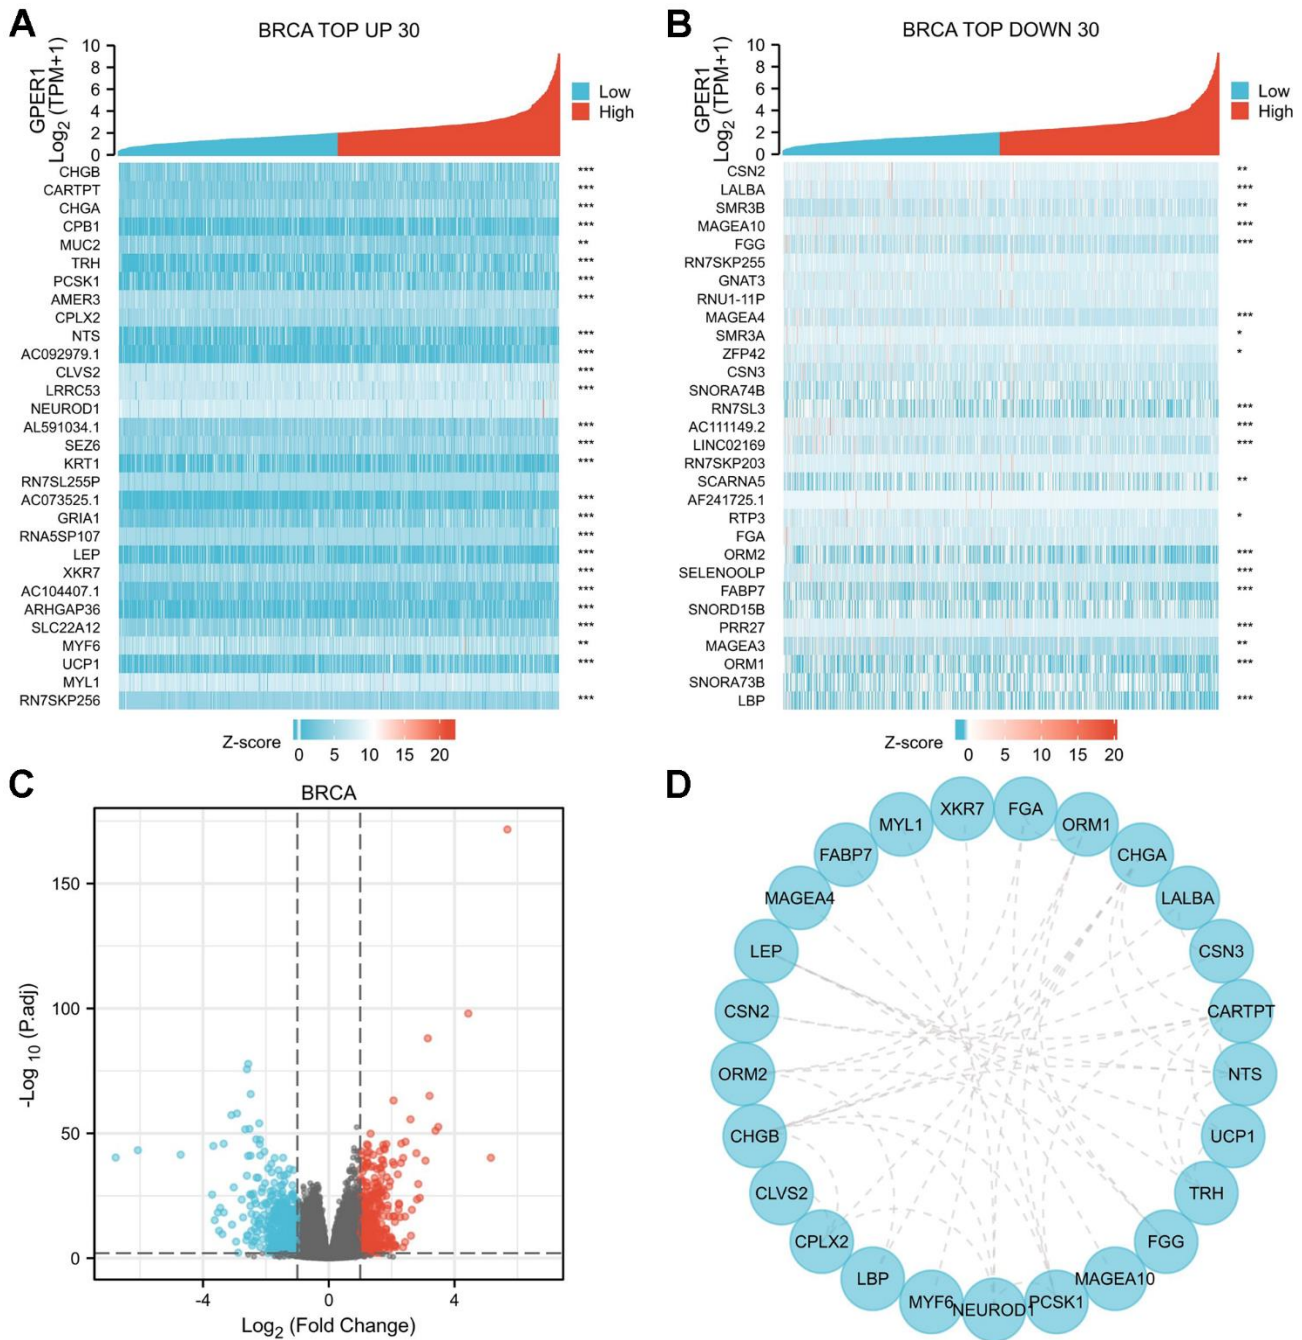 A
BRCA TOP UP 30
GPER1
Log2 (TPM+1)
10
8
6
4
2
0
Low
High
CHGB ***
CARTPT ***
CHGA ***
CPB1 ***
MUC2 **
TRH ***
PCSK1 ***
AMER3 ***
CPLX2
NTS ***
AC092979.1 ***
CLVS2 ***
LRRC53 ***
NEUROD1
AL591034.1 ***
SEZ6 ***
KRT1 ***
RN7SL255P
AC073525.1 ***
GRIA1 ***
RNA5SP107 ***
LEP ***
XKR7 ***
AC104407.1 ***
ARHGAP36 ***
SLC22A12 ***
MYF6 **
UCP1 ***
MYL1
RN7SKP256 ***
Z-score
0 5 10 15 20
B
BRCA TOP DOWN 30
GPER1
Log2 (TPM+1)
10
8
6
4
2
0
Low
High
CSN2 **
LALBA ***
SMR3B **
MAGEA10 ***
FGG ***
RN7SKP255
GNAT3
RNU1-11P
MAGEA4 ***
SMR3A *
ZFP42 *
CSN3
SNORA74B
RN7SL3 ***
AC111149.2 ***
LINC02169 ***
RN7SKP203
SCARNA5 **
AF241725.1
RTP3 *
FGA
ORM2 ***
SELENOOLP ***
FABP7 ***
SNORD15B
PRR27 ***
MAGEA3 **
ORM1 ***
SNORA73B
LBP ***
Z-score
0 5 10 15 20
C
BRCA
-Log 10 (P.adj)
150
100
50
0
-4 0 4
Log2 (Fold Change)
D
XKR7
FGA
ORM1
CHGA
LALBA
CSN3
CARTPT
NTS
UCP1
TRH
FGG
MAGEA10
PCSK1
NEUROD1
MYF6
LBP
CPLX2
CLVS2
CHGB
ORM2
CSN2
LEP
MAGEA4
FABP7
MYL1